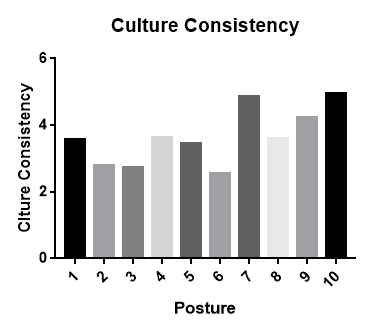 Culture Consistency
6
4
2
0
Clture Consistency
1 2 3 4 5 6 7 8 9 10
Posture